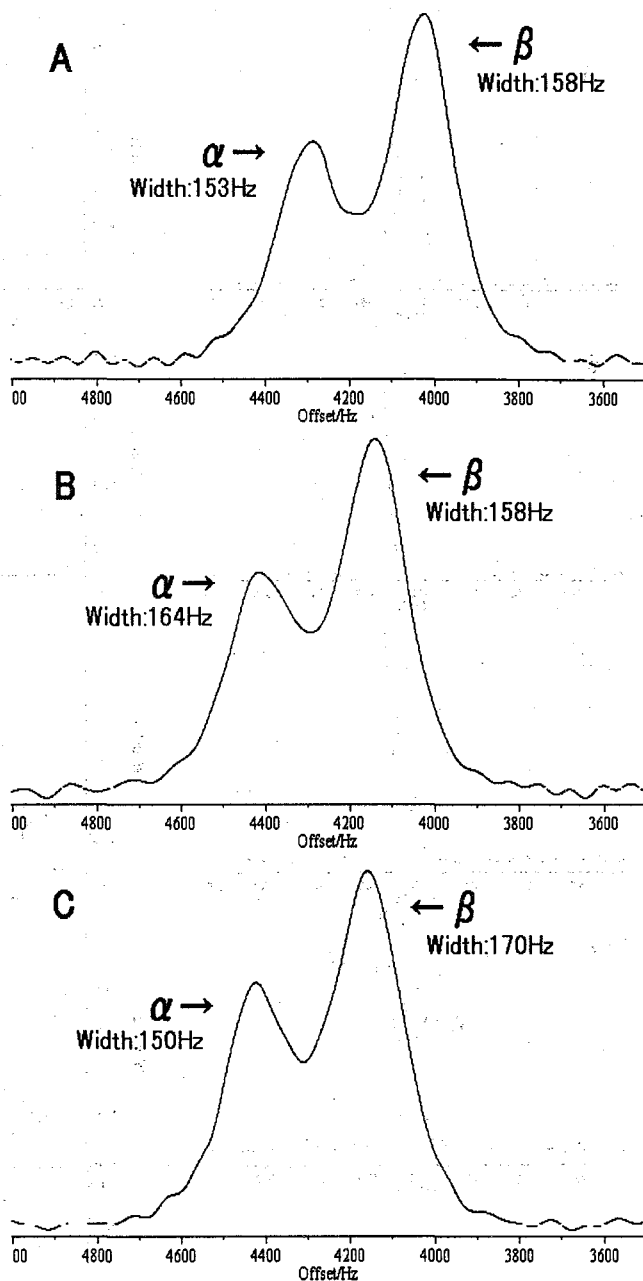 A
← β
Width:158Hz
α →
Width:153Hz
00 4800 4600 4400 4200 4000 3800 3600
Offset/Hz
B
← β
Width:158Hz
α →
Width:164Hz
00 4800 4600 4400 4200 4000 3800 3600
Offset/Hz
C
← β
Width:170Hz
α →
Width:150Hz
00 4800 4600 4400 4200 4000 3800 3600
Offset/Hz